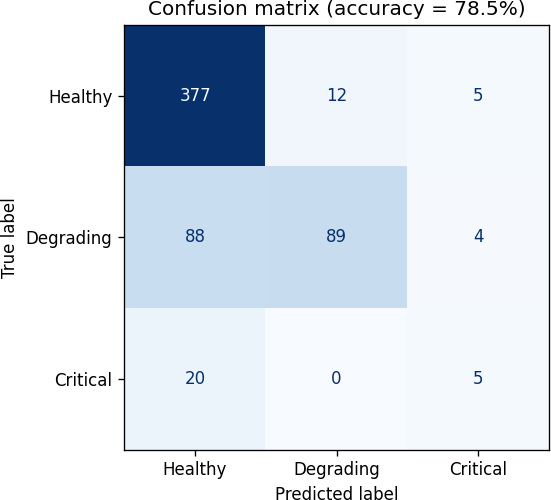 Confusion matrix (accuracy = 78.5%)
True label
Healthy 377 12 5
Degrading 88 89 4
Critical 20 0 5
Healthy Degrading Critical
Predicted label